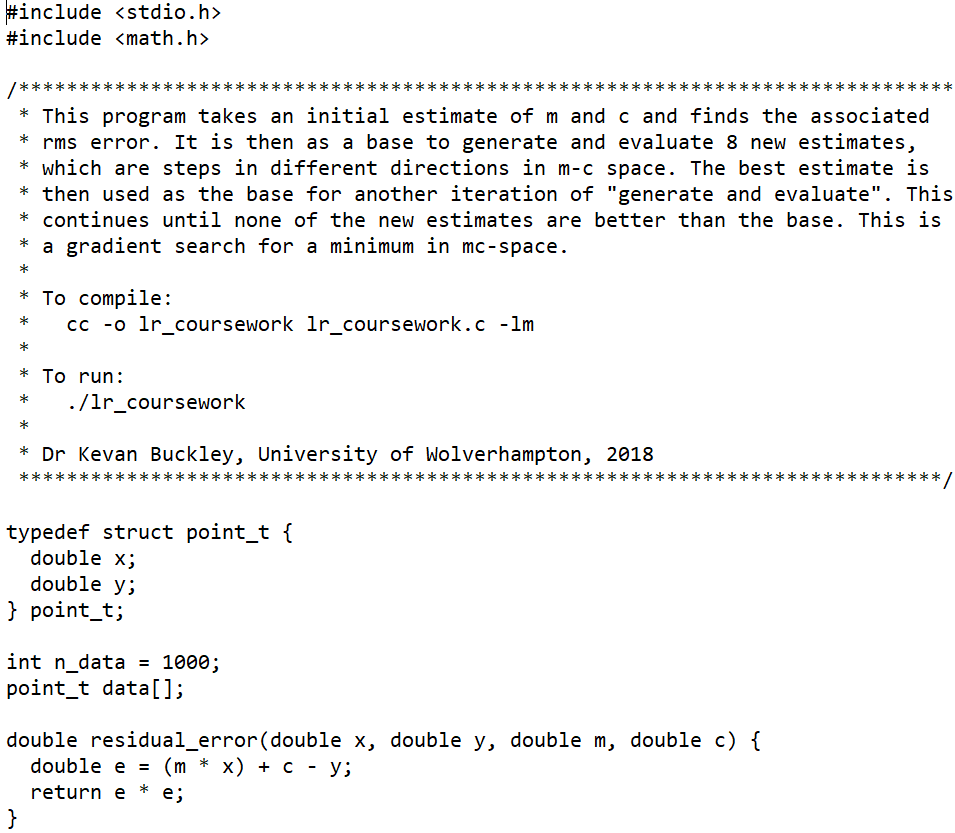 #include <stdio.h>
#include <math.h>

/******************************************************************************
 * This program takes an initial estimate of m and c and finds the associated
 * rms error. It is then as a base to generate and evaluate 8 new estimates,
 * which are steps in different directions in m-c space. The best estimate is
 * then used as the base for another iteration of "generate and evaluate". This
 * continues until none of the new estimates are better than the base. This is
 * a gradient search for a minimum in mc-space.
 *
 * To compile:
 *   cc -o lr_coursework lr_coursework.c -lm
 *
 * To run:
 *   ./lr_coursework
 *
 * Dr Kevan Buckley, University of Wolverhampton, 2018
 *****************************************************************************/

typedef struct point_t {
  double x;
  double y;
} point_t;

int n_data = 1000;
point_t data[];

double residual_error(double x, double y, double m, double c) {
  double e = (m * x) + c - y;
  return e * e;
}